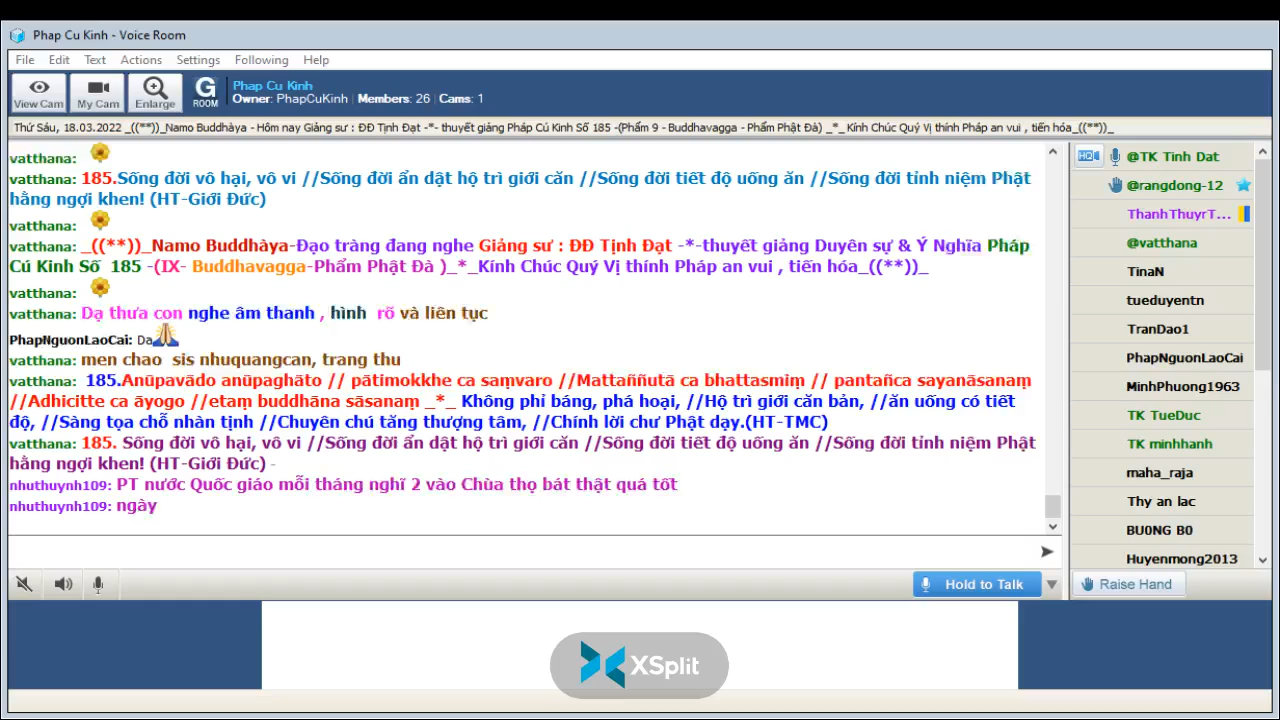 Phap Cu Kinh - Voice Room
File Edit Text Actions Settings Following Help
View Cam My Cam Enlarge G ROOM
Phap Cu Kinh
Owner: PhapCuKinh | Members: 26 | Cams: 1
Thứ Sáu, 18.03.2022 _((**))_Namo Buddhàya - Hôm nay Giảng sư : ĐĐ Tịnh Đạt -*- thuyết giảng Pháp Cú Kinh Số 185 -(Phẩm 9 - Buddhavagga - Phẩm Phật Đà) _*_ Kính Chúc Quý Vị thính Pháp an vui , tiến hóa_((**))_
vatthana:
vatthana: 185.Sống đời vô hại, vô vi //Sống đời ẩn dật hộ trì giới căn //Sống đời tiết độ uống ăn //Sống đời tỉnh niệm Phật
hằng ngợi khen! (HT-Giới Đức)
vatthana:
vatthana: _((**))_Namo Buddhàya-Đạo tràng đang nghe Giảng sư : ĐĐ Tịnh Đạt -*-thuyết giảng Duyên sự & Ý Nghĩa Pháp
Cú Kinh Số 185 -(IX- Buddhavagga-Phẩm Phật Đà )_*_Kính Chúc Quý Vị thính Pháp an vui , tiến hóa_((**))_
vatthana:
vatthana: Dạ thưa con nghe âm thanh , hình rõ và liên tục
PhapNguonLaoCai: Da
vatthana: men chao sis nhuquangcan, trang thu
vatthana: 185.Anūpavādo anūpaghāto // pātimokkhe ca saṃvaro //Mattaññutā ca bhattasmiṃ // pantañca sayanāsanaṃ
//Adhicitte ca āyogo //etaṃ buddhāna sāsanaṃ _*_ Không phỉ báng, phá hoại, //Hộ trì giới căn bản, //ăn uống có tiết
độ, //Sàng tọa chỗ nhàn tịnh //Chuyên chú tăng thượng tâm, //Chính lời chư Phật dạy.(HT-TMC)
vatthana: 185. Sống đời vô hại, vô vi //Sống đời ẩn dật hộ trì giới căn //Sống đời tiết độ uống ăn //Sống đời tỉnh niệm Phật
hằng ngợi khen! (HT-Giới Đức) -
nhuthuynh109: PT nước Quốc giáo mỗi tháng nghĩ 2 vào Chùa thọ bát thật quá tốt
nhuthuynh109: ngày
HQ @TK Tinh Dat
@rangdong-12
ThanhThuyrT...
@vatthana
TinaN
tueduyentn
TranDao1
PhapNguonLaoCai
MinhPhuong1963
TK TueDuc
TK minhhanh
maha_raja
Thy an lac
BU0NG B0
Huyenmong2013
Hold to Talk
Raise Hand
XSplit